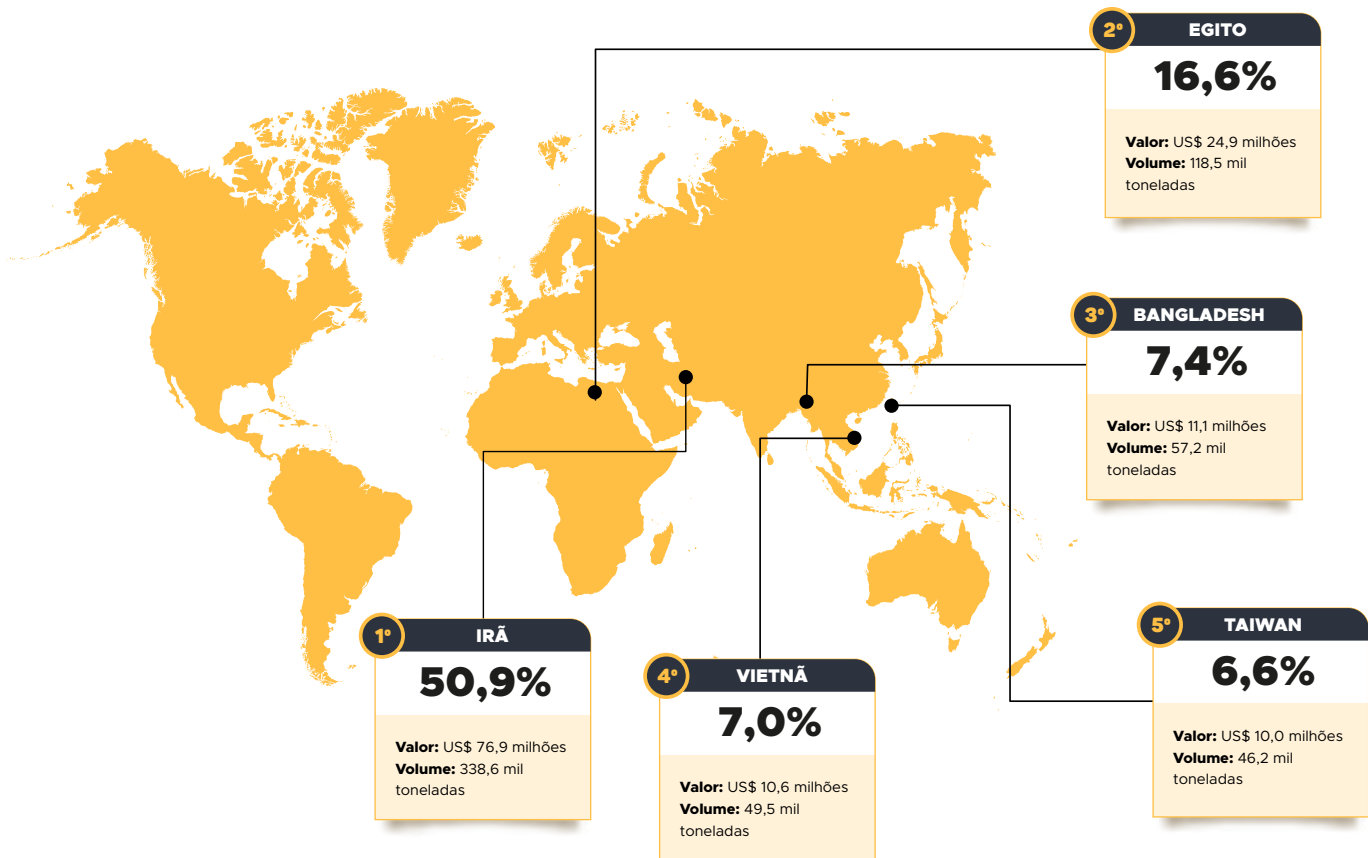 2º
EGITO
16,6%
Valor: US$ 24,9 milhões
Volume: 118,5 mil
toneladas
3º
BANGLADESH
7,4%
Valor: US$ 11,1 milhões
Volume: 57,2 mil
toneladas
1º
IRÃ
50,9%
Valor: US$ 76,9 milhões
Volume: 338,6 mil
toneladas
4º
VIETNÃ
7,0%
Valor: US$ 10,6 milhões
Volume: 49,5 mil
toneladas
5º
TAIWAN
6,6%
Valor: US$ 10,0 milhões
Volume: 46,2 mil
toneladas